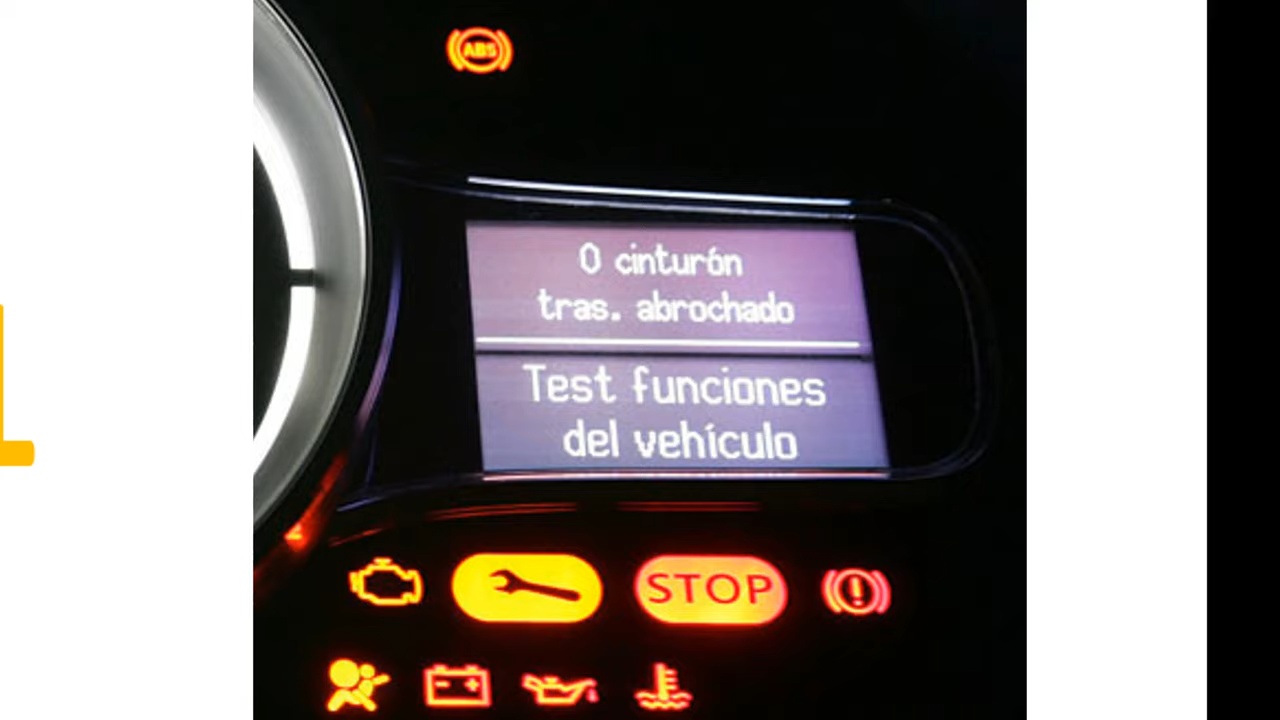 ABS
0 cinturón
tras. abrochado
Test funciones
del vehículo
STOP